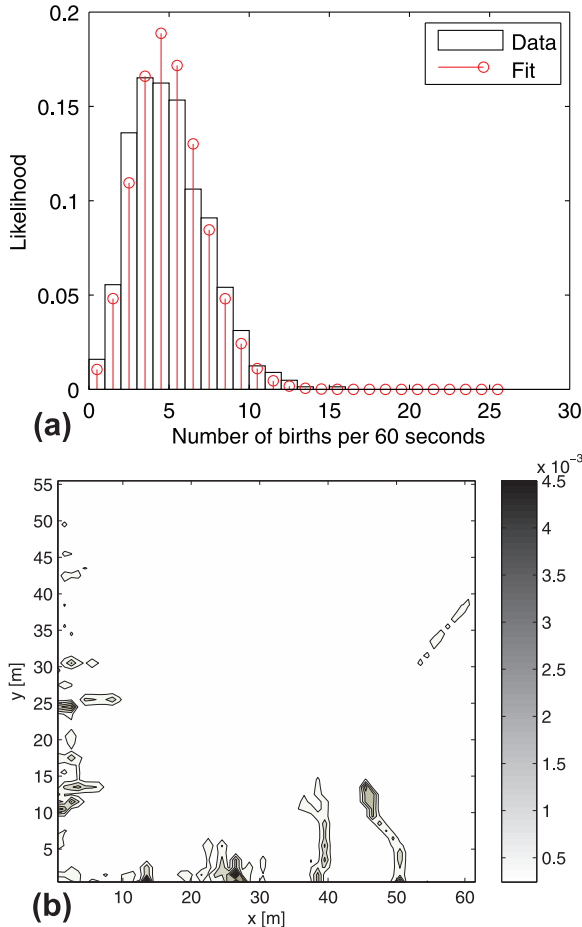 0.2
Data
Fit
0.15
Likelihood
0.1
0.05
0
0 5 10 15 20 25 30
(a)
Number of births per 60 seconds
x 10⁻³
55
50
45
40
35
30
25
20
15
10
5
y [m]
10 20 30 40 50 60
x [m]
(b)
4.5
4
3.5
3
2.5
2
1.5
1
0.5